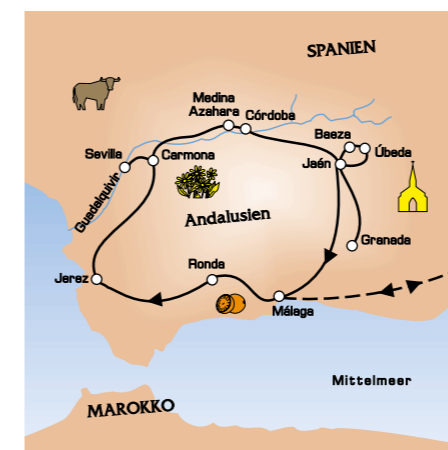 SPANIEN
Medina
Azahara
Córdoba
Baeza
Úbeda
Sevilla
Carmona
Jaén
Guadalquivir
Andalusien
Granada
Ronda
Jerez
Málaga
Mittelmeer
MAROKKO